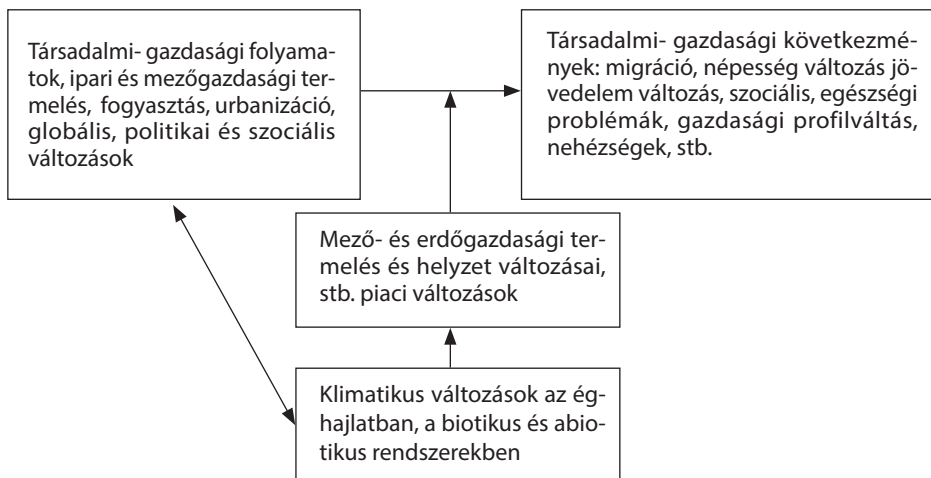 Társadalmi- gazdasági folyama-
tok, ipari és mezőgazdasági ter-
melés, fogyasztás, urbanizáció,
globális, politikai és szociális
változások
Társadalmi- gazdasági következmé-
nyek: migráció, népesség változás jö-
vedelem változás, szociális, egészségi
problémák, gazdasági profilváltás,
nehézségek, stb.
Mező- és erdőgazdasági ter-
melés és helyzet változásai,
stb. piaci változások
Klimatikus változások az ég-
hajlatban, a biotikus és abio-
tikus rendszerekben